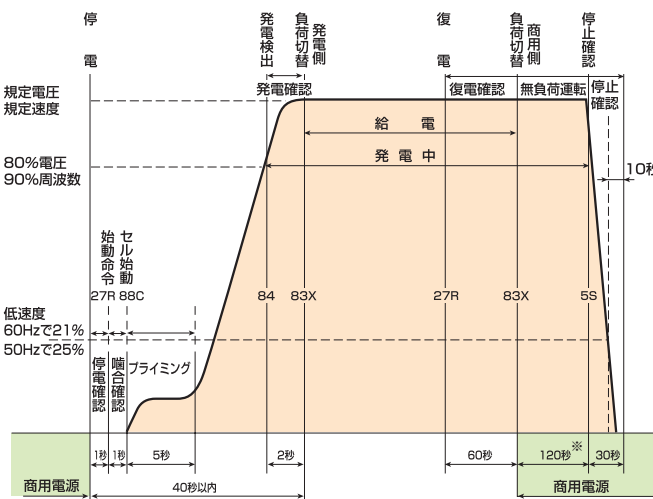 停電
発電検出
負荷切替
発電側
復電
負荷切替
商用側
停止確認
発電確認
復電確認
無負荷運転
停止
確認
規定電圧
規定速度
給電
発電中
80%電圧
90%周波数
10秒
始動命令
セル始動
27R
88C
84
83X
27R
83X
5S
低速度
60Hzで21%
50Hzで25%
停電確認
噛合確認
プライミング
1秒
1秒
5秒
2秒
60秒
120秒※
30秒
商用電源
40秒以内
商用電源